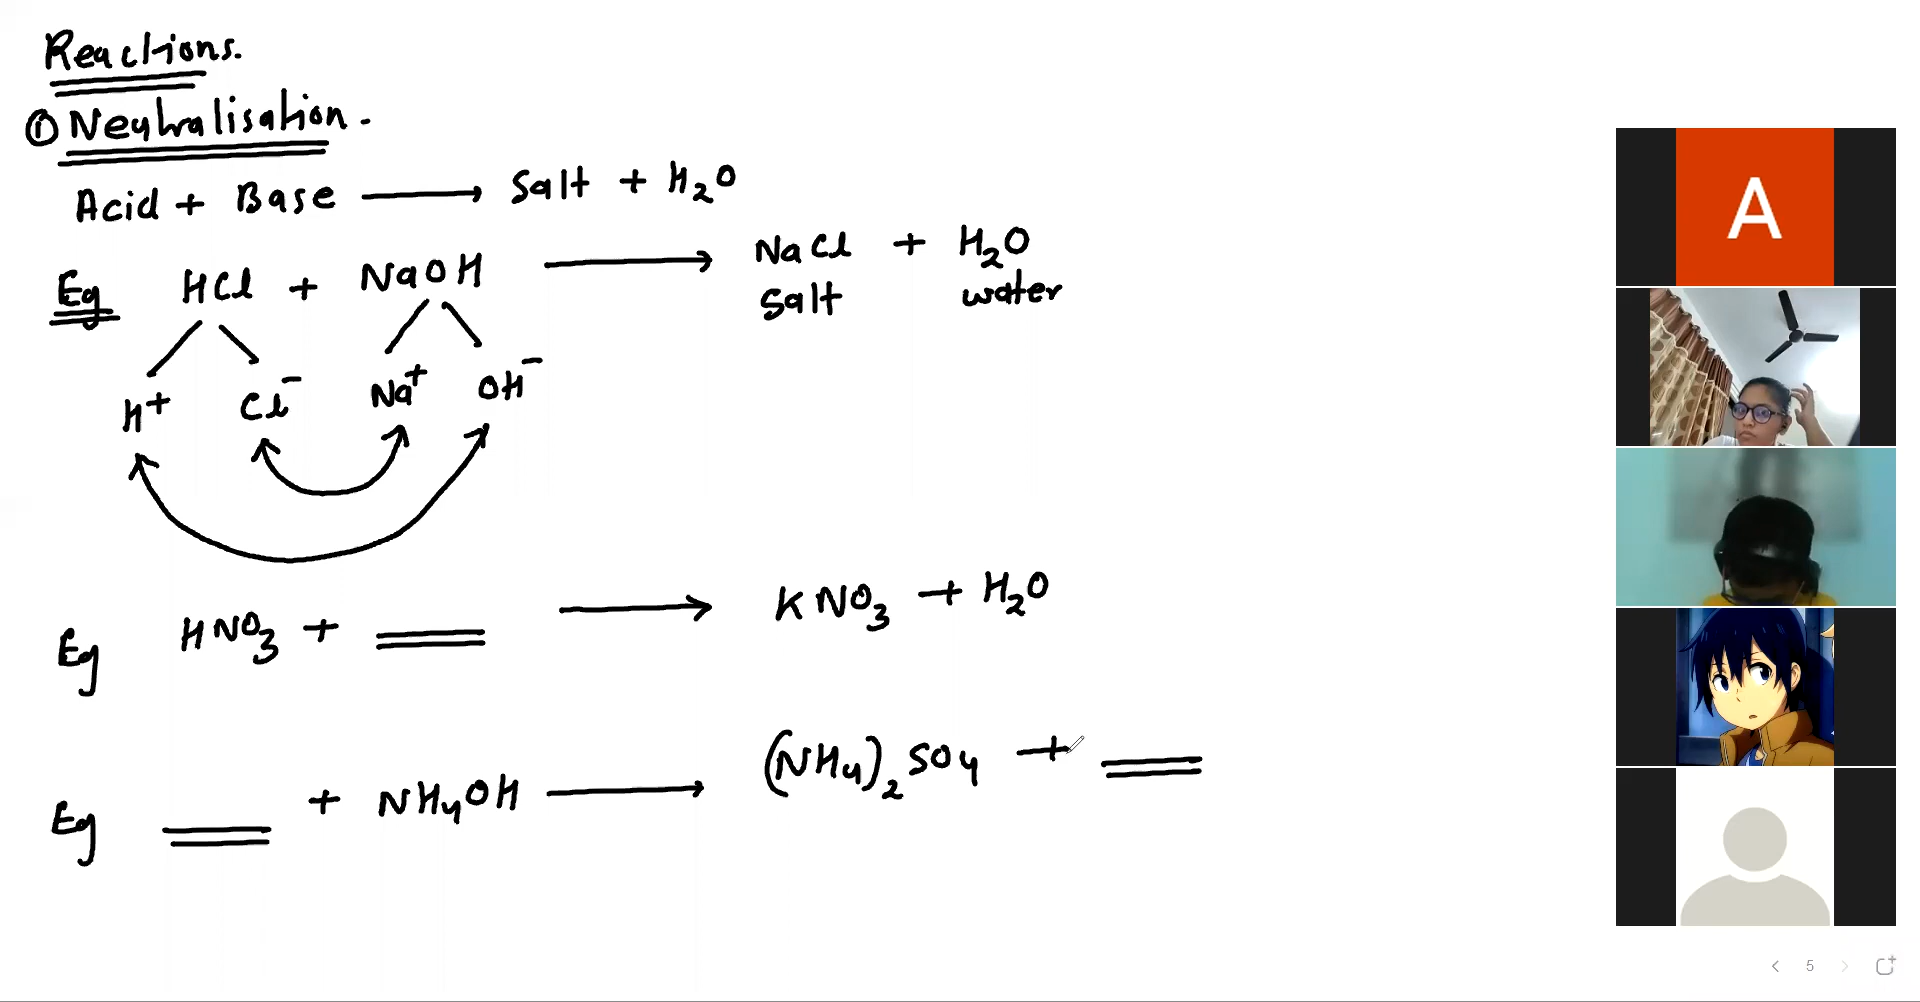 Reactions.
① Neutralisation.
Acid + Base ⟶ Salt + H₂O
Eg HCl + NaOH ⟶ NaCl + H₂O
Salt water
H⁺ Cl⁻ Na⁺ OH⁻
Eg HNO₃ + ⟶ KNO₃ + H₂O
Eg + NH₄OH ⟶ (NH₄)₂SO₄ +
A
5